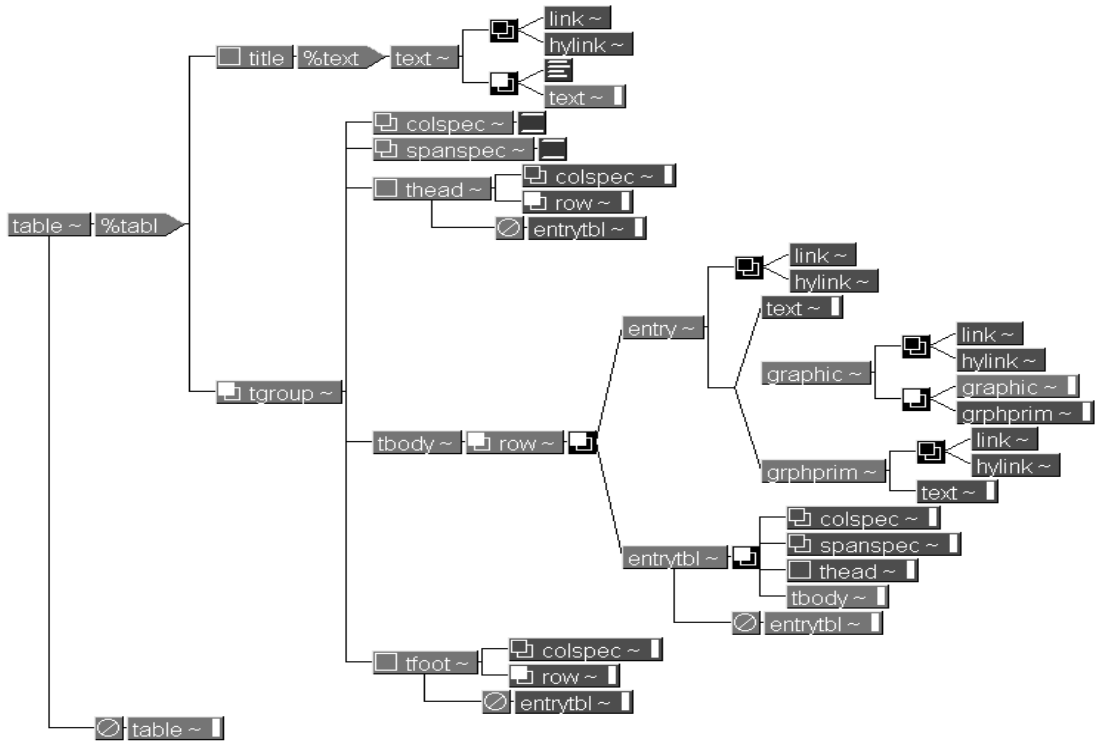 link ~
title %text text ~
hylink ~
text ~
colspec ~
spanspec ~
thead ~
colspec ~
row ~
entrytbl ~
table ~ %tabl
link ~
hylink ~
entry ~
text ~
link ~
graphic ~
hylink ~
graphic ~
grphprim ~
tgroup ~
tbody ~ row ~
link ~
grphprim ~
hylink ~
text ~
colspec ~
spanspec ~
entrytbl ~
thead ~
tbody ~
entrytbl ~
colspec ~
tfoot ~
row ~
entrytbl ~
table ~